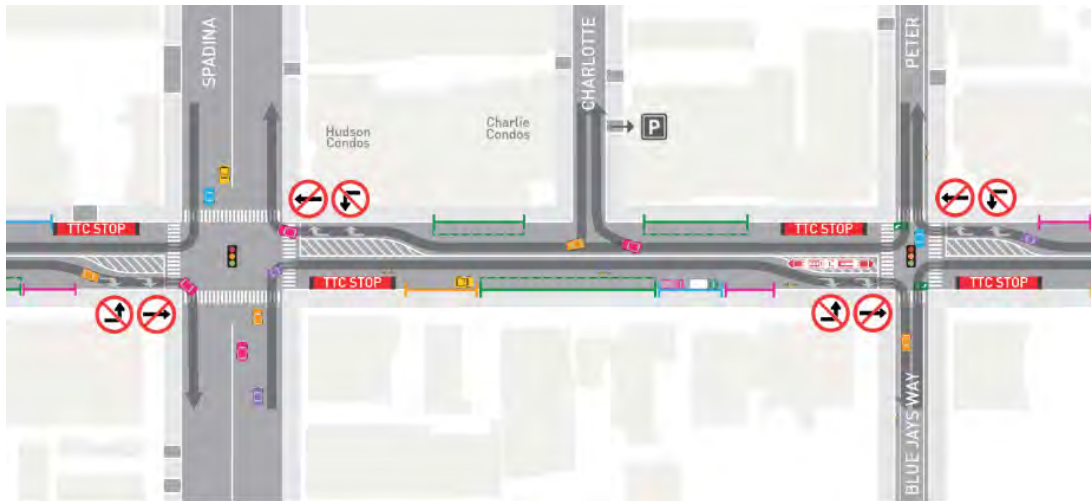 SPADINA
CHARLOTTE
PETER
Hudson
Condos
Charlie
Condos
P
TTC STOP
TTC STOP
TTC STOP
TTC STOP
BLUE JAYS WAY